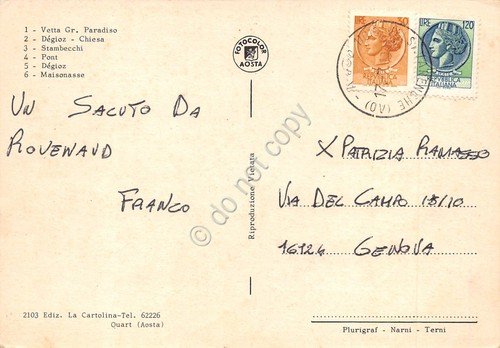 1 - Vetta Gr. Paradiso
2 - Dégioz - Chiesa
3 - Stambecchi
4 - Pont
5 - Dégioz
6 - Maisonasse
FOTOCOLOR
AOSTA
LIRE 120
UN SALUTO DA
ROUENAUD
FRANCO
Riproduzione Vietata
X PATRIZIA
VIA DEL CAMPO 15/10
16124 GENOVA
do not copy
2103 Ediz. La Cartolina-Tel. 62226
Quart (Aosta)
Plurigraf - Narni - Terni